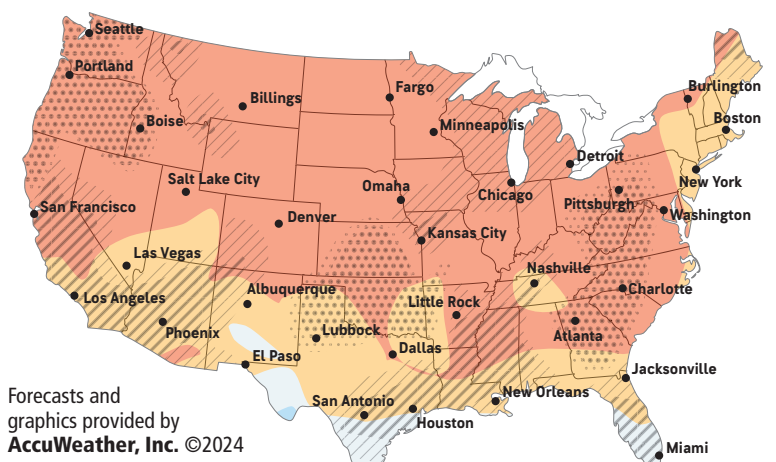 Seattle
Portland
Billings
Fargo
Burlington
Boise
Minneapolis
Boston
Detroit
Salt Lake City
Omaha
Chicago
New York
Pittsburgh
San Francisco
Denver
Washington
Kansas City
Las Vegas
Nashville
Albuquerque
Los Angeles
Little Rock
Charlotte
Phoenix
Lubbock
Atlanta
El Paso
Dallas
Jacksonville
Forecasts and
graphics provided by
AccuWeather, Inc. ©2024
San Antonio
New Orleans
Houston
Miami